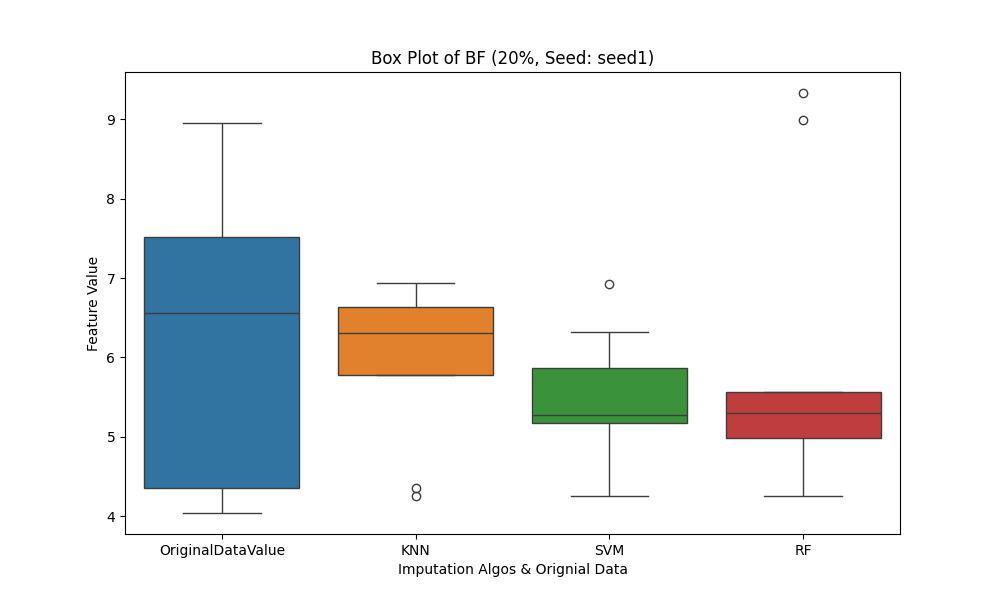 Box Plot of BF (20%, Seed: seed1)
Feature Value
9
8
7
6
5
4
OriginalDataValue KNN SVM RF
Imputation Algos & Orignial Data